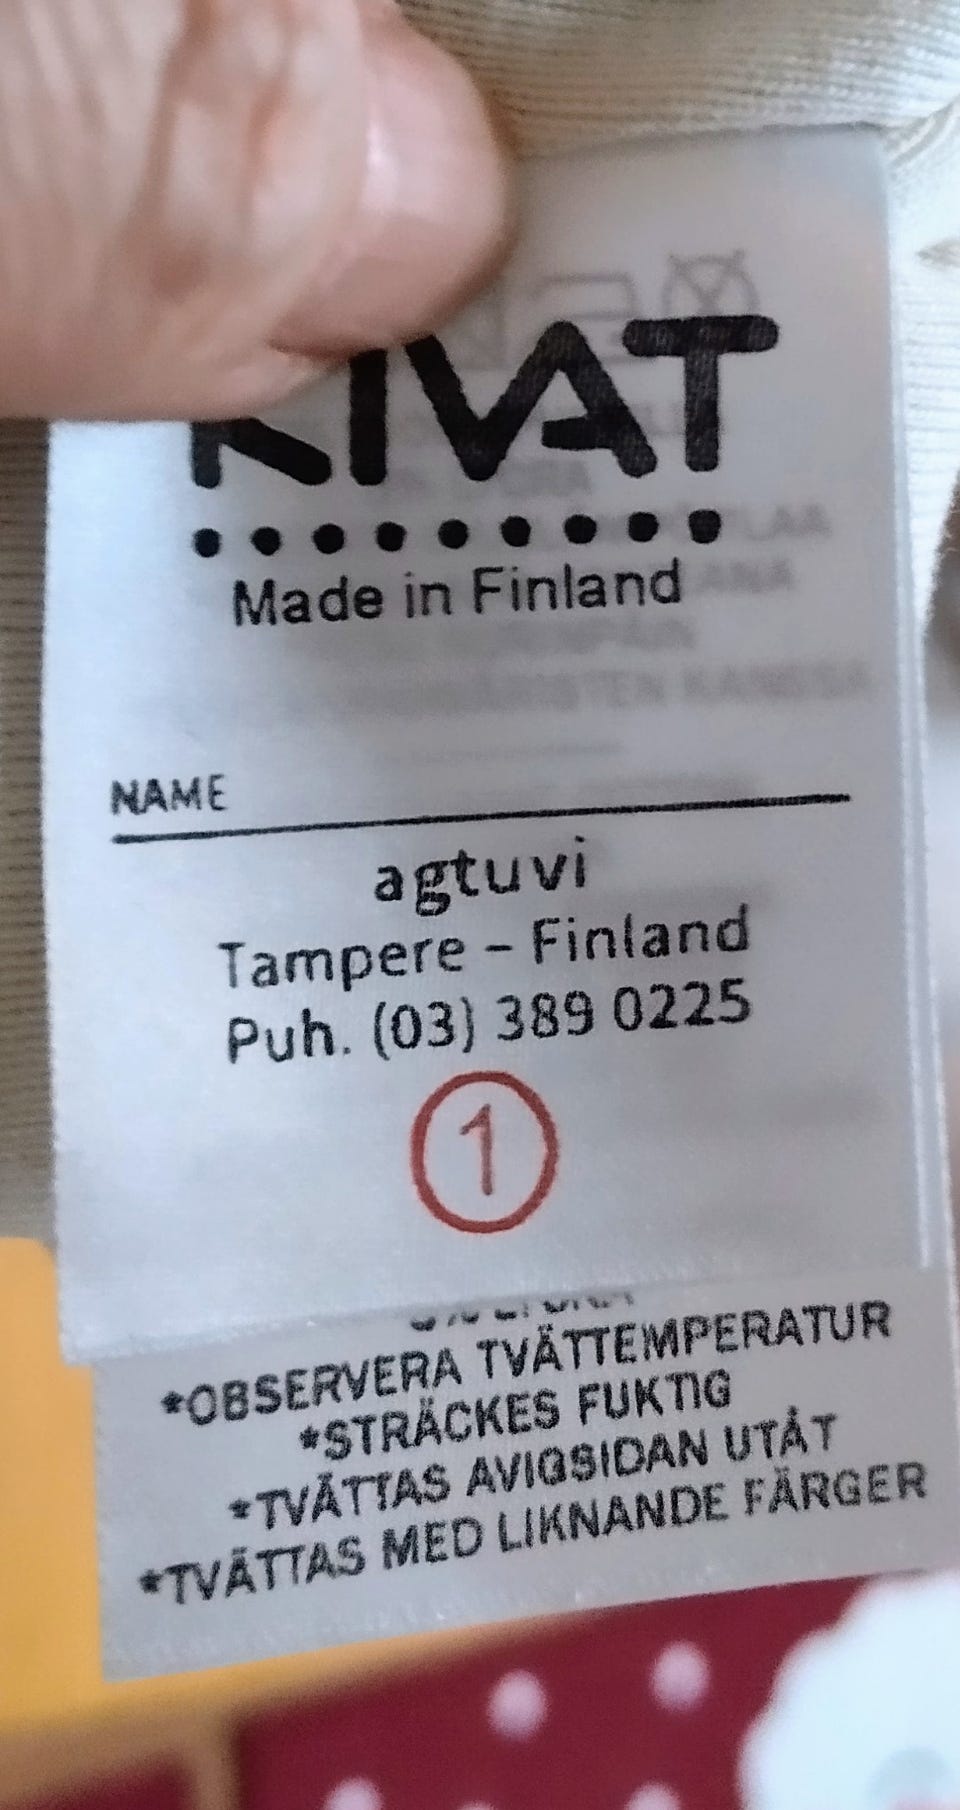 KIVAT
Made in Finland
NAME
agtuvi
Tampere – Finland
Puh. (03) 389 0225
1
*OBSERVERA TVÄTTEMPERATUR
*STRÄCKES FUKTIG
*TVÄTTAS AVIGSIDAN UTÅT
*TVÄTTAS MED LIKNANDE FÄRGER